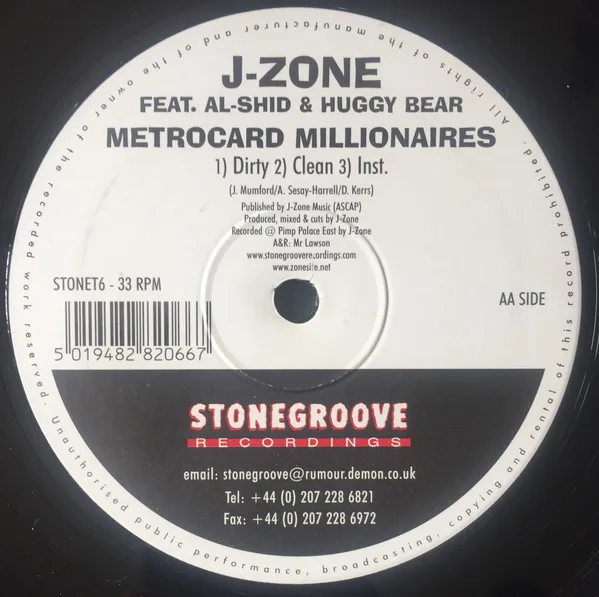 J-ZONE
FEAT. AL-SHID & HUGGY BEAR
METROCARD MILLIONAIRES
1) Dirty 2) Clean 3) Inst.
(J. Mumford/A. Sesay-Harrell/D. Kerrs)
Published by J-Zone Music (ASCAP)
Produced, mixed & cuts by J-Zone
Recorded @ Pimp Palace East by J-Zone
A&R: Mr Lawson
www.stonegrooverecordings.com
www.zonesite.net
STONET6 - 33 RPM
AA SIDE
5 019482 820667
STONEGROOVE
RECORDINGS
email: stonegroove@rumour.demon.co.uk
Tel: +44 (0) 207 228 6821
Fax: +44 (0) 207 228 6972
All rights of the manufacturer and of the owner of the recorded work reserved. Unauthorised public performance, broadcasting, copying and rental of this record prohibited.